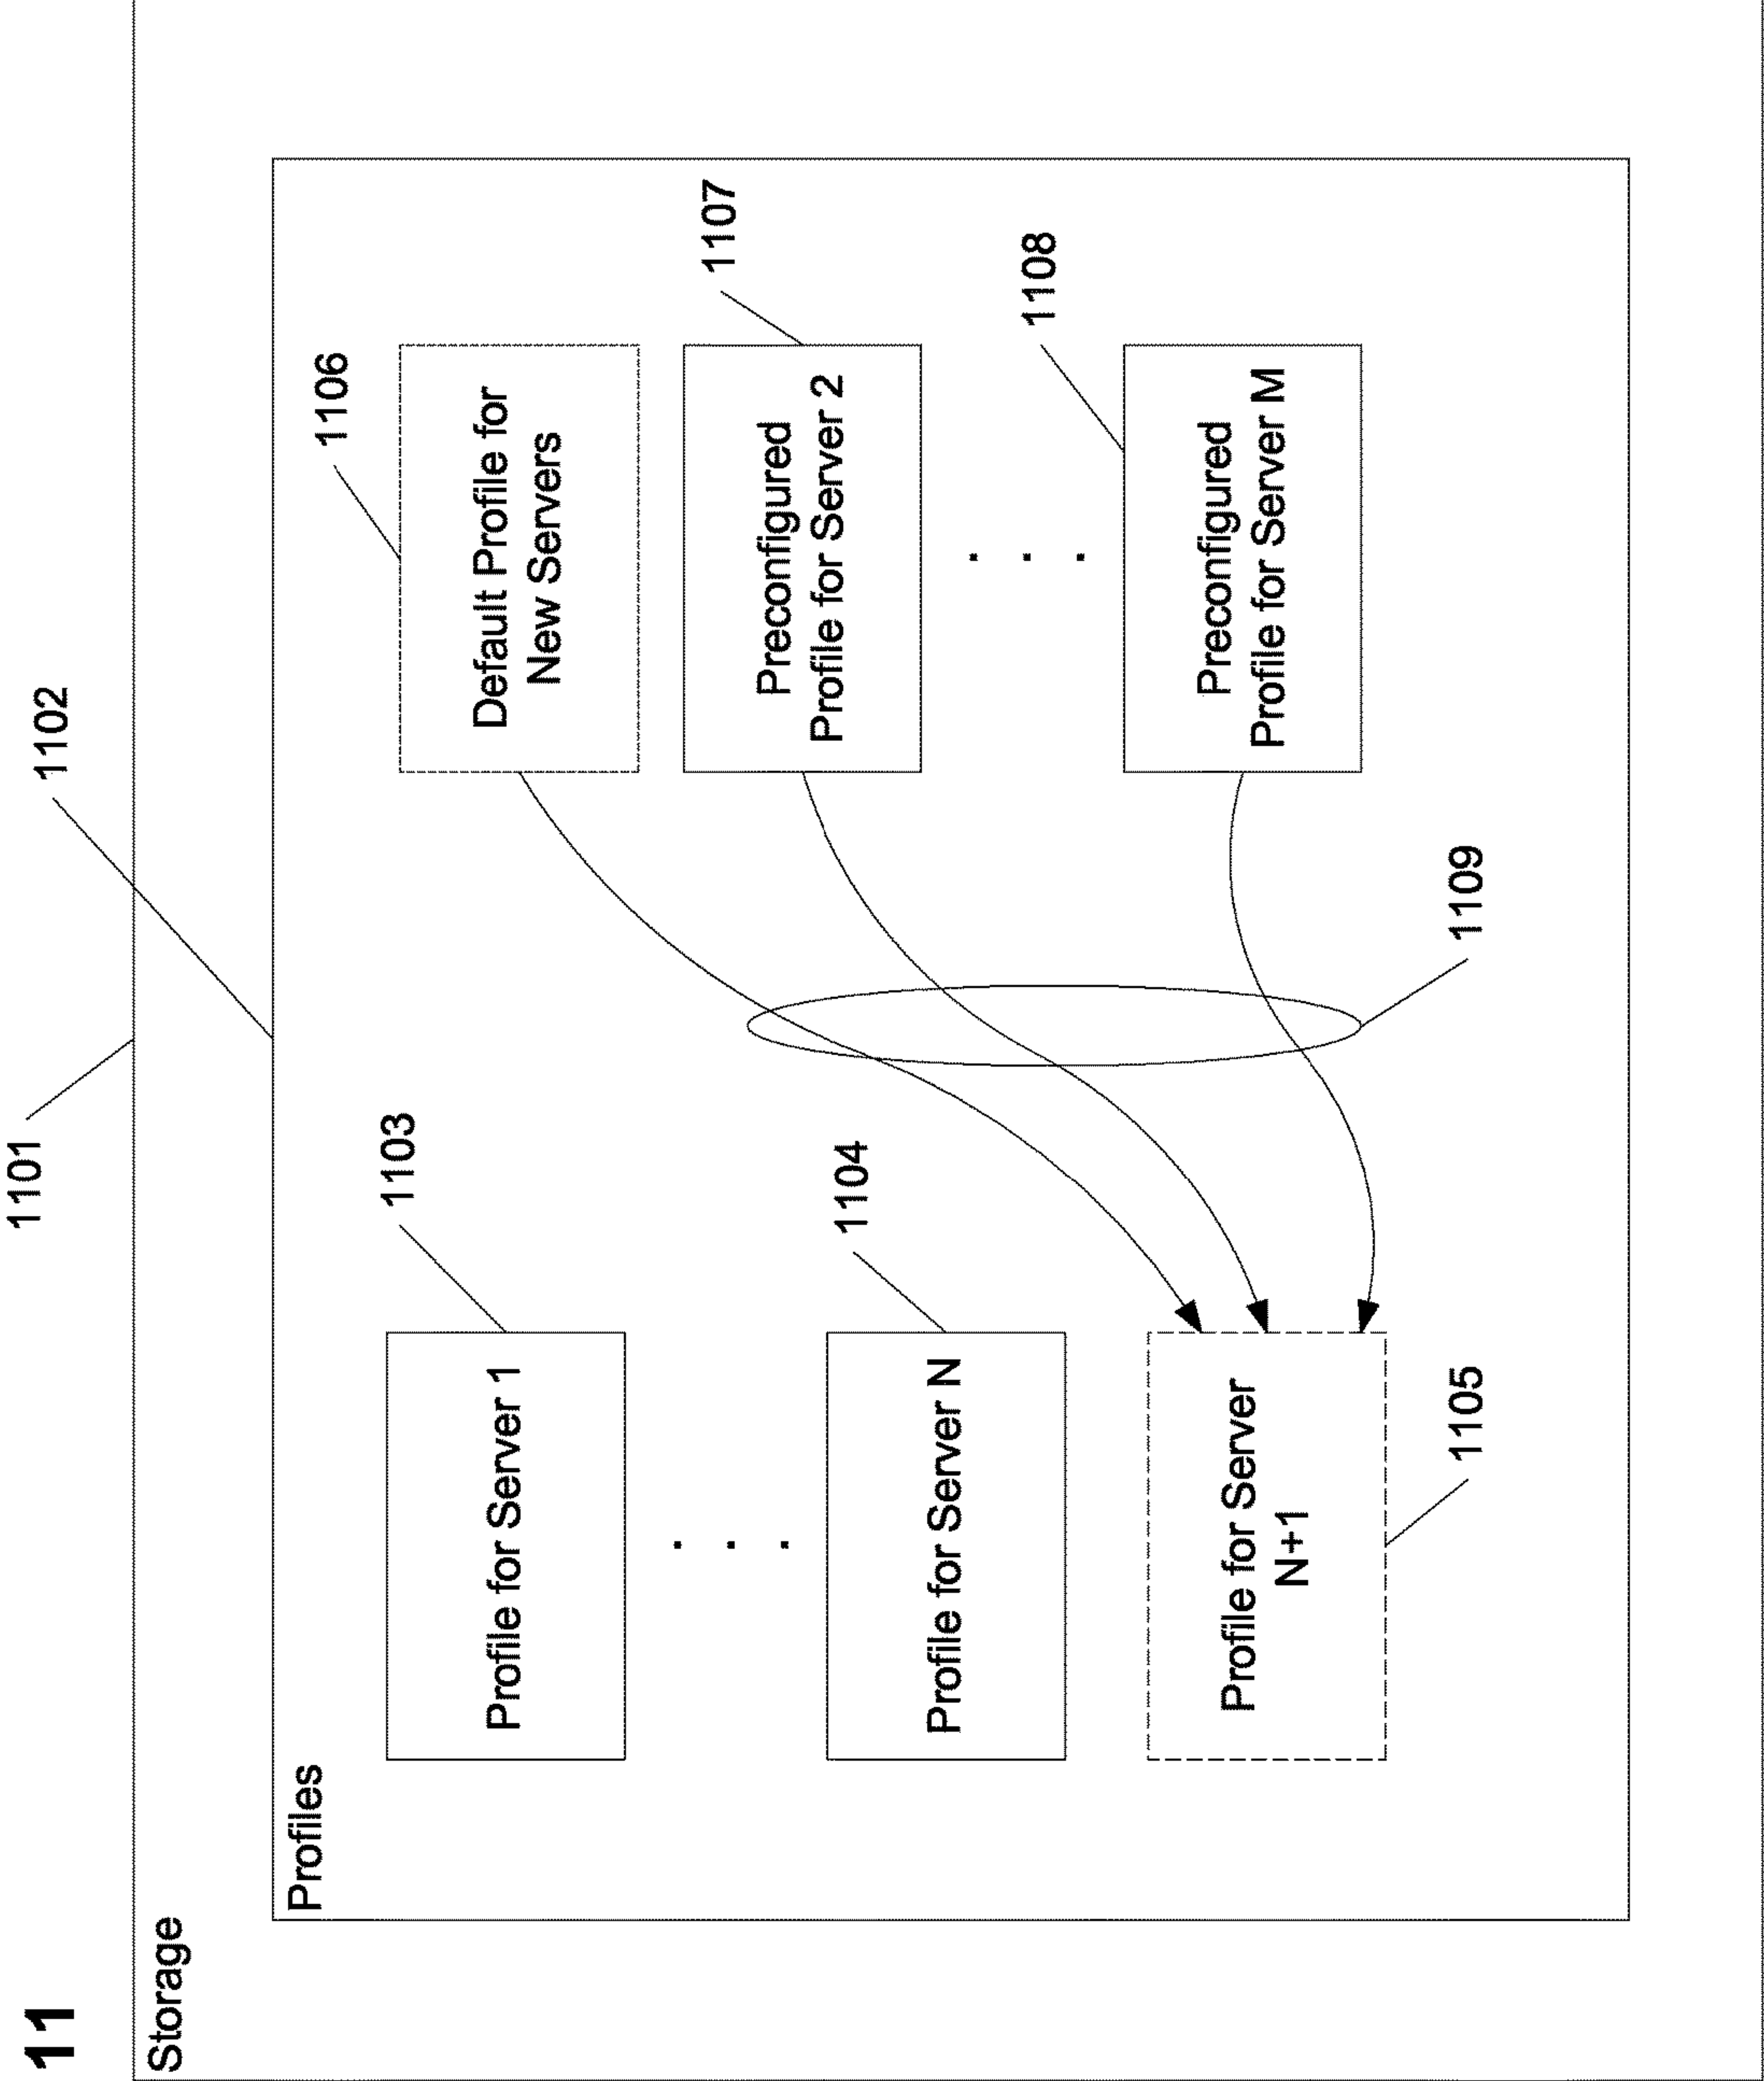 11
1101
1102
Storage
Profiles
1103
Profile for Server 1
. . .
1104
Profile for Server N
Profile for Server
N+1
1105
1106
Default Profile for
New Servers
1107
Preconfigured
Profile for Server 2
. . .
1108
Preconfigured
Profile for Server M
1109